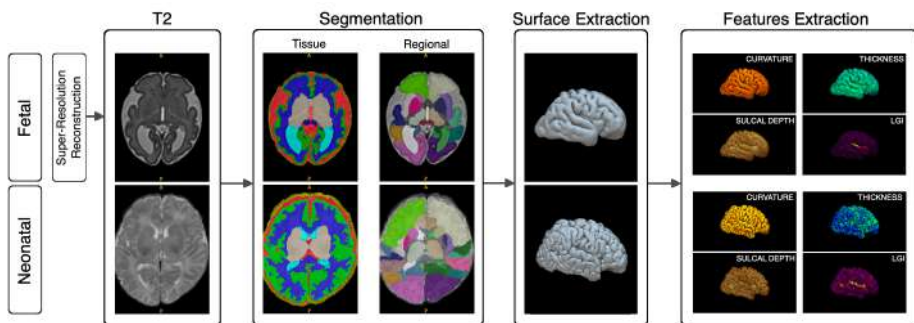 T2
Segmentation
Surface Extraction
Features Extraction
Tissue
Regional
Fetal
Super-Resolution
Reconstruction
CURVATURE
THICKNESS
SULCAL DEPTH
LGI
Neonatal
CURVATURE
THICKNESS
SULCAL DEPTH
LGI